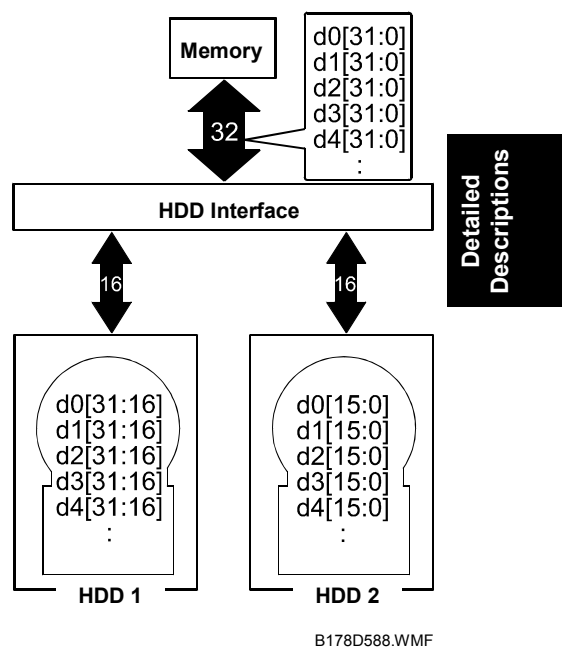 Memory
d0[31:0]
d1[31:0]
d2[31:0]
d3[31:0]
d4[31:0]
:
32
HDD Interface
Detailed
Descriptions
16
16
d0[31:16]
d1[31:16]
d2[31:16]
d3[31:16]
d4[31:16]
:
HDD 1
d0[15:0]
d1[15:0]
d2[15:0]
d3[15:0]
d4[15:0]
:
HDD 2
B178D588.WMF